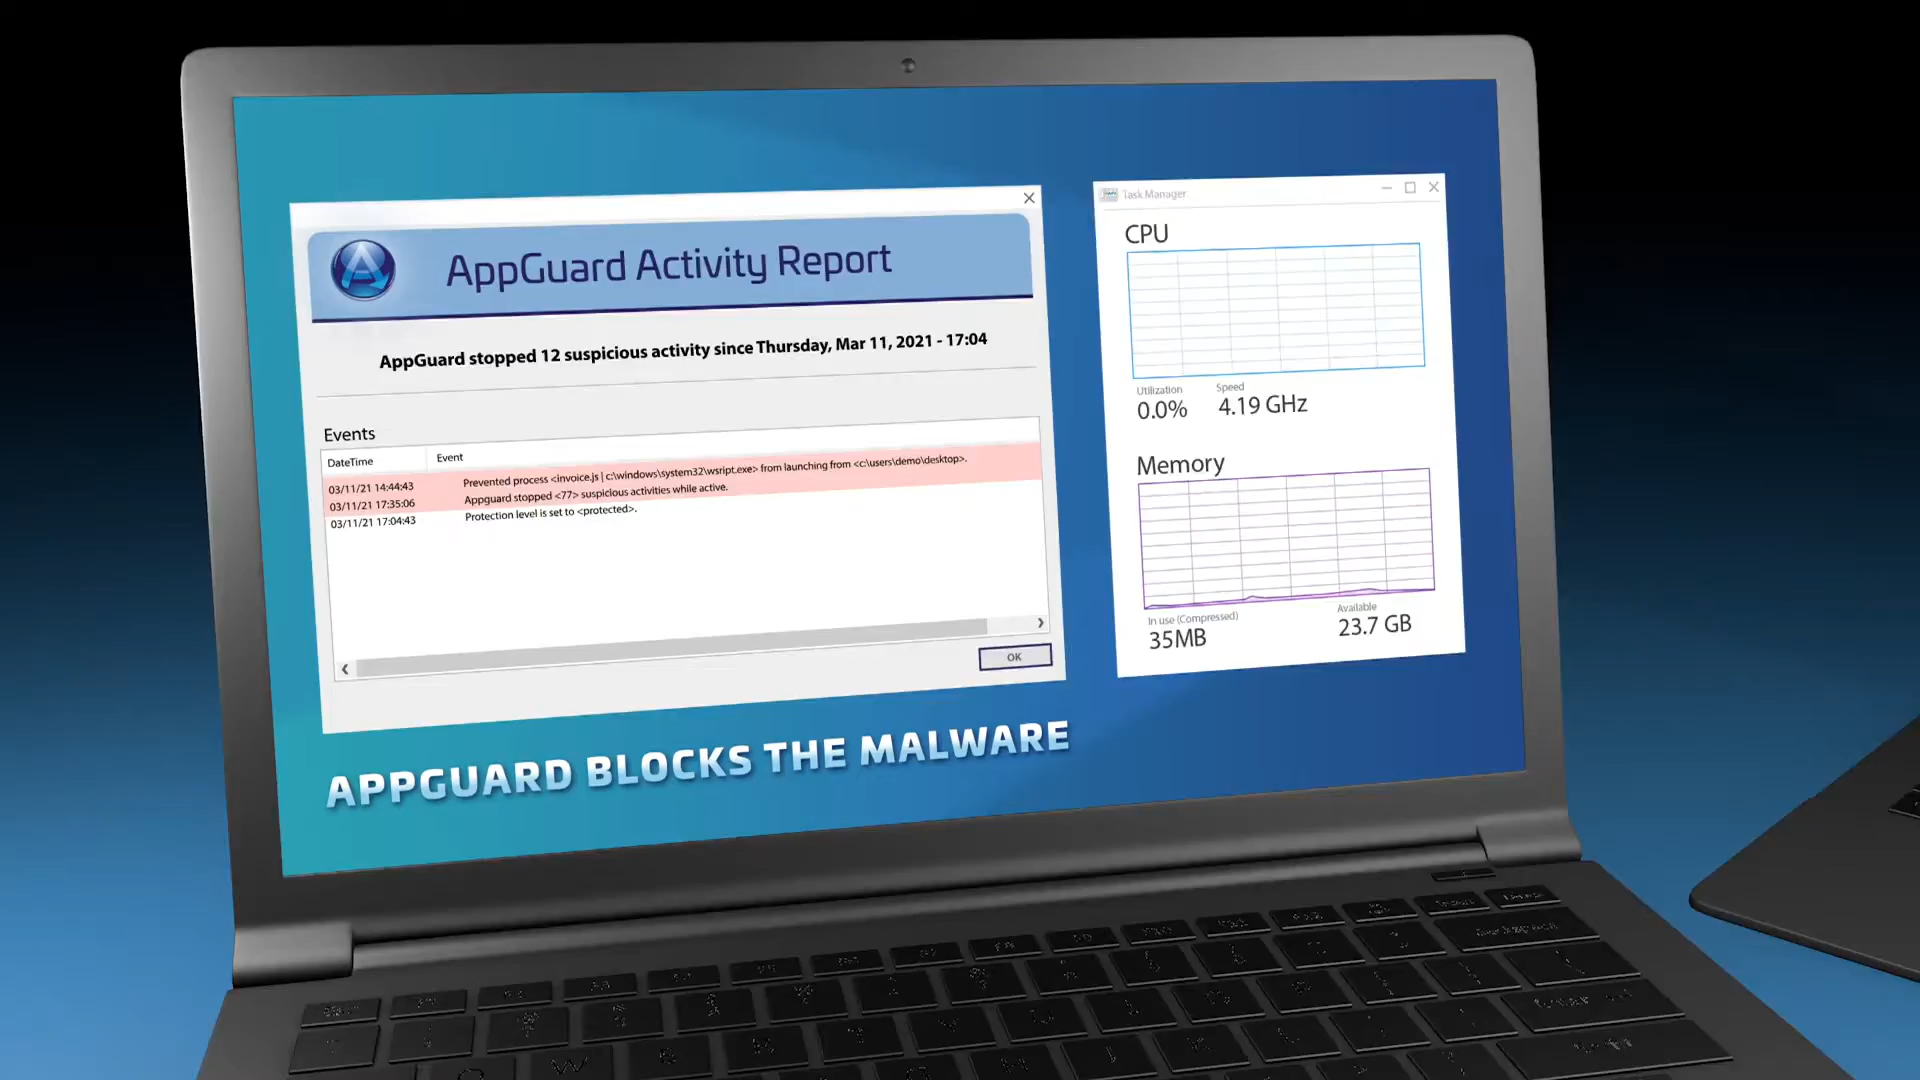 AppGuard Activity Report
AppGuard stopped 12 suspicious activity since Thursday, Mar 11, 2021 - 17:04
Events
DateTime Event
03/11/21 14:44:43 Prevented process <invoice.js | c:\windows\system32\wsript.exe> from launching from <c:\users\demo\desktop>.
03/11/21 17:35:06 Appguard stopped <77> suspicious activities while active.
03/11/21 17:04:43 Protection level is set to <protected>.
OK
APPGUARD BLOCKS THE MALWARE
Task Manager
CPU
Utilization Speed
0.0% 4.19 GHz
Memory
In use (Compressed) Available
35MB 23.7 GB